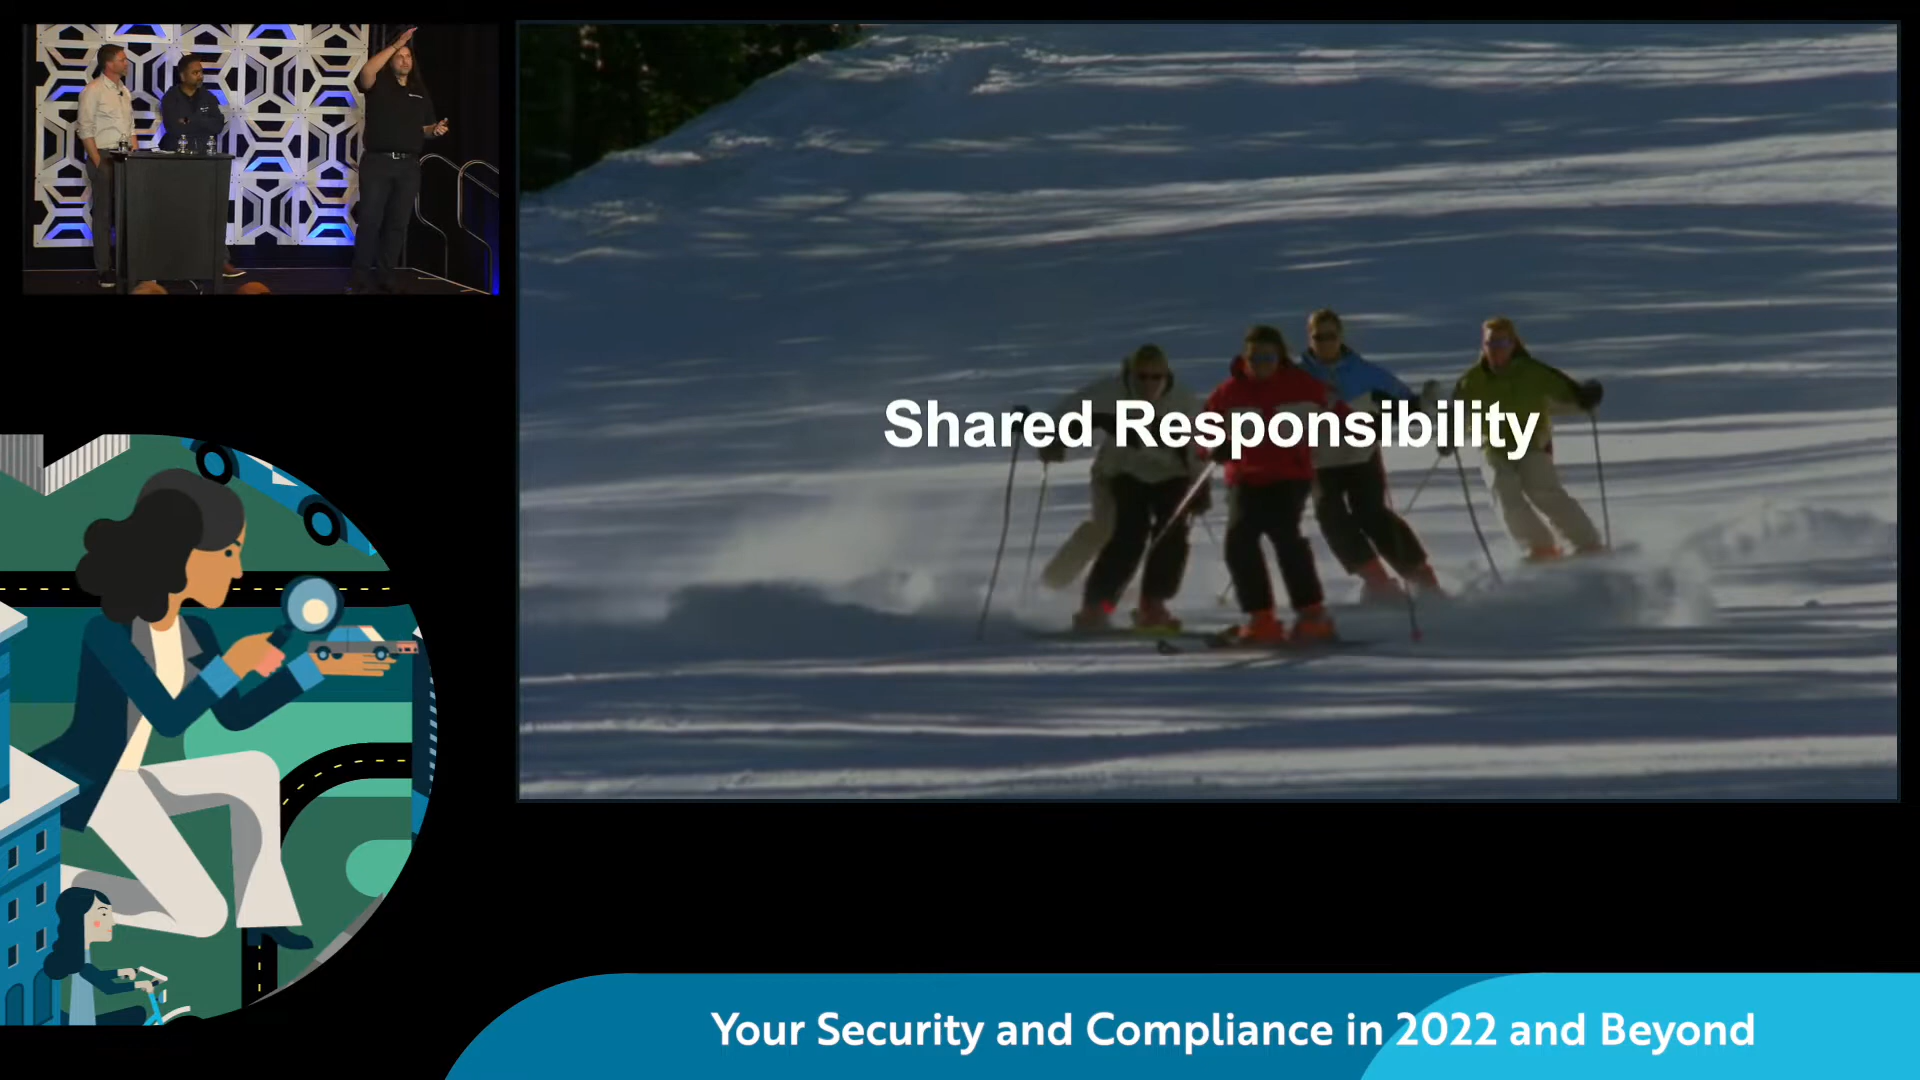 Shared Responsibility
Your Security and Compliance in 2022 and Beyond